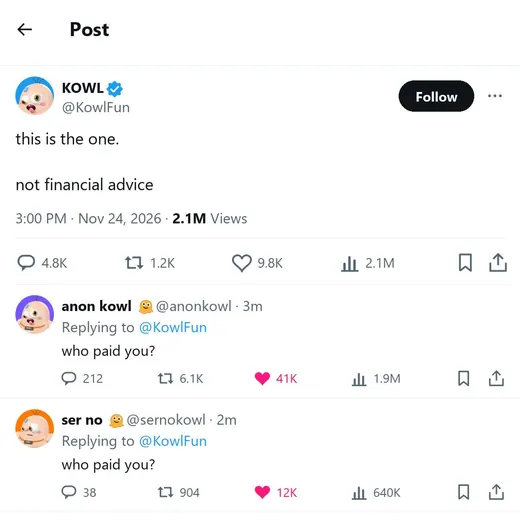 Post
KOWL
@KowlFun
Follow
this is the one.
not financial advice
3:00 PM · Nov 24, 2026 · 2.1M Views
4.8K 1.2K 9.8K 2.1M
anon kowl 🤗 @anonkowl · 3m
Replying to @KowlFun
who paid you?
212 6.1K 41K 1.9M
ser no 🤗 @sernokowl · 2m
Replying to @KowlFun
who paid you?
38 904 12K 640K